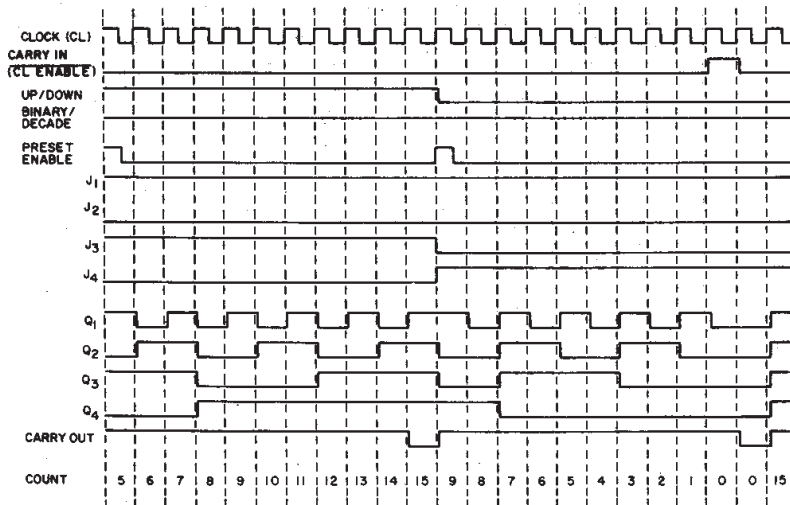 CLOCK (CL)
CARRY IN
(CL ENABLE)
UP/DOWN
BINARY/
DECADE
PRESET
ENABLE
J1
J2
J3
J4
Q1
Q2
Q3
Q4
CARRY OUT
COUNT 5 6 7 8 9 10 11 12 13 14 15 9 8 7 6 5 4 3 2 1 0 0 15